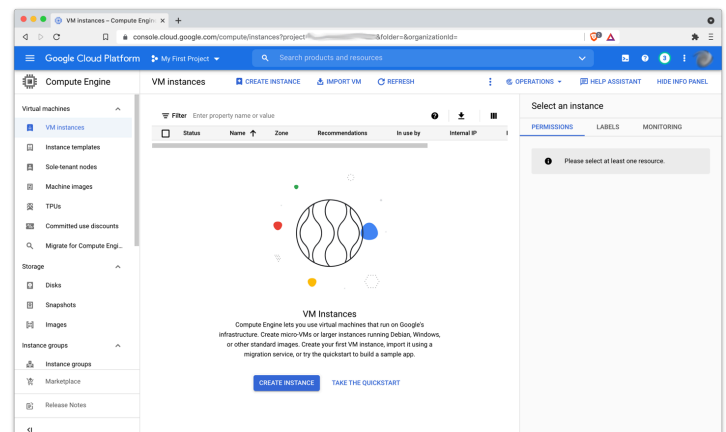 VM instances – Compute Engin
console.cloud.google.com/compute/instances?project
&folder=&organizationId=
Google Cloud Platform
My First Project
Search products and resources
3
Compute Engine
VM instances
CREATE INSTANCE
IMPORT VM
REFRESH
OPERATIONS
HELP ASSISTANT
HIDE INFO PANEL
Virtual machines
VM instances
Instance templates
Sole-tenant nodes
Machine images
TPUs
Committed use discounts
Migrate for Compute Engi...
Storage
Disks
Snapshots
Images
Instance groups
Instance groups
Marketplace
Release Notes
Filter Enter property name or value
Status Name Zone Recommendations In use by Internal IP
VM Instances
Compute Engine lets you use virtual machines that run on Google's
infrastructure. Create micro-VMs or larger instances running Debian, Windows,
or other standard images. Create your first VM instance, import it using a
migration service, or try the quickstart to build a sample app.
CREATE INSTANCE
TAKE THE QUICKSTART
Select an instance
PERMISSIONS LABELS MONITORING
Please select at least one resource.